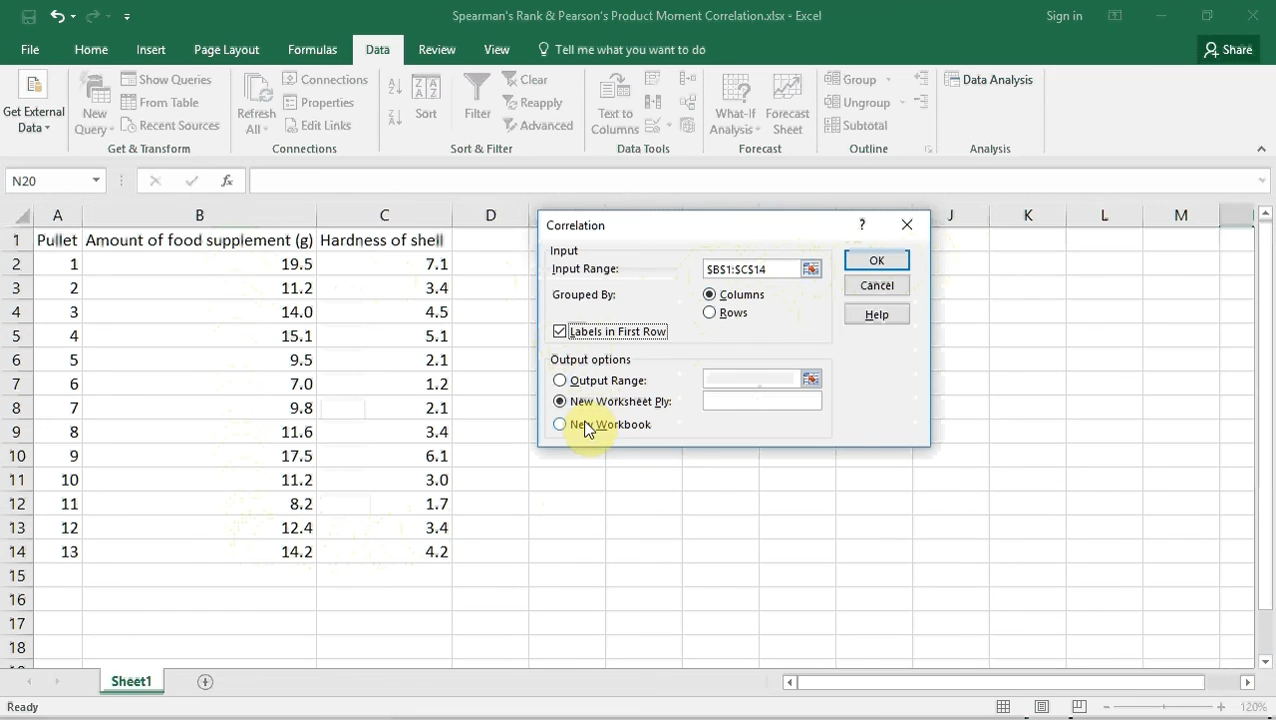 Spearman's Rank & Pearson's Product Moment Correlation.xlsx - Excel
Sign in
File Home Insert Page Layout Formulas Data Review View Tell me what you want to do Share
Get External Data
New Query
Show Queries
From Table
Recent Sources
Get & Transform
Refresh All
Connections
Properties
Edit Links
Connections
Sort
Filter
Clear
Reapply
Advanced
Sort & Filter
Text to Columns
Data Tools
What-If Analysis
Forecast Sheet
Forecast
Group
Ungroup
Subtotal
Outline
Data Analysis
Analysis
N20
fx
A B C D J K L M
1 Pullet Amount of food supplement (g) Hardness of shell
2 1 19.5 7.1
3 2 11.2 3.4
4 3 14.0 4.5
5 4 15.1 5.1
6 5 9.5 2.1
7 6 7.0 1.2
8 7 9.8 2.1
9 8 11.6 3.4
10 9 17.5 6.1
11 10 11.2 3.0
12 11 8.2 1.7
13 12 12.4 3.4
14 13 14.2 4.2
15
16
17
18
Correlation ?
Input
Input Range: $B$1:$C$14
Grouped By: Columns
Rows
Labels in First Row
OK
Cancel
Help
Output options
Output Range:
New Worksheet Ply:
New Workbook
Sheet1
Ready
120%